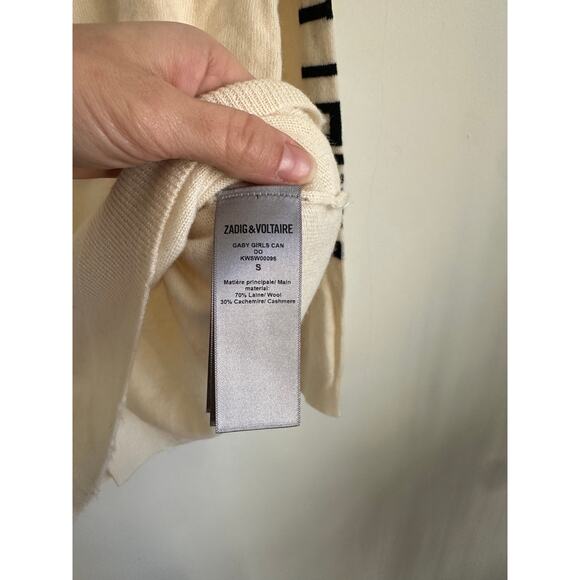 ZADIG&VOLTAIRE
GABY GIRLS CAN
DO
KWSW00096
S
Matière principale/ Main
material:
70% Laine/ Wool
30% Cachemire/ Cashmere